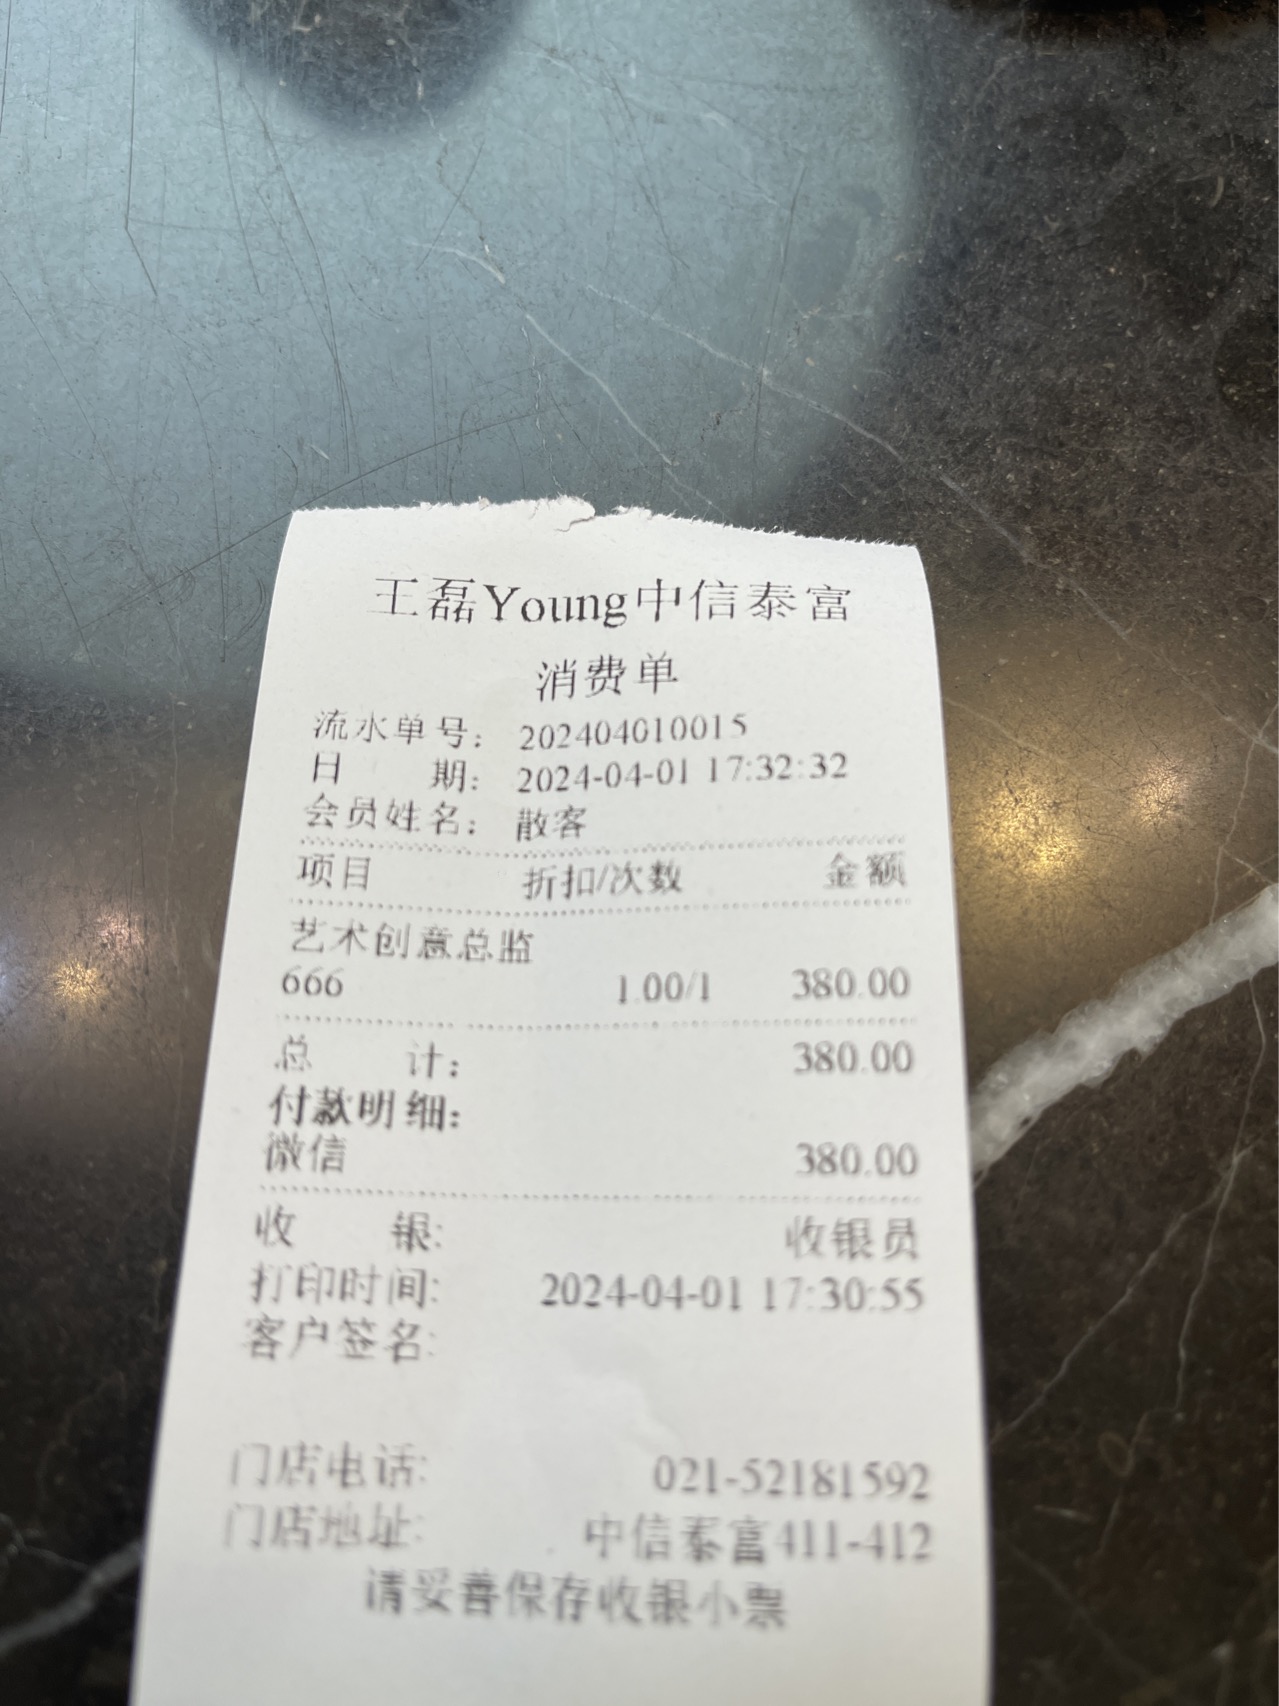 王磊Young中信泰富
消费单
流水单号: 202404010015
日 期: 2024-04-01 17:32:32
会员姓名: 散客
项目 折扣/次数 金额
艺术创意总监
666 1.00/1 380.00
总 计: 380.00
付款明细:
微信 380.00
收 银: 收银员
打印时间: 2024-04-01 17:30:55
客户签名:
门店电话: 021-52181592
门店地址: 中信泰富411-412
请妥善保存收银小票